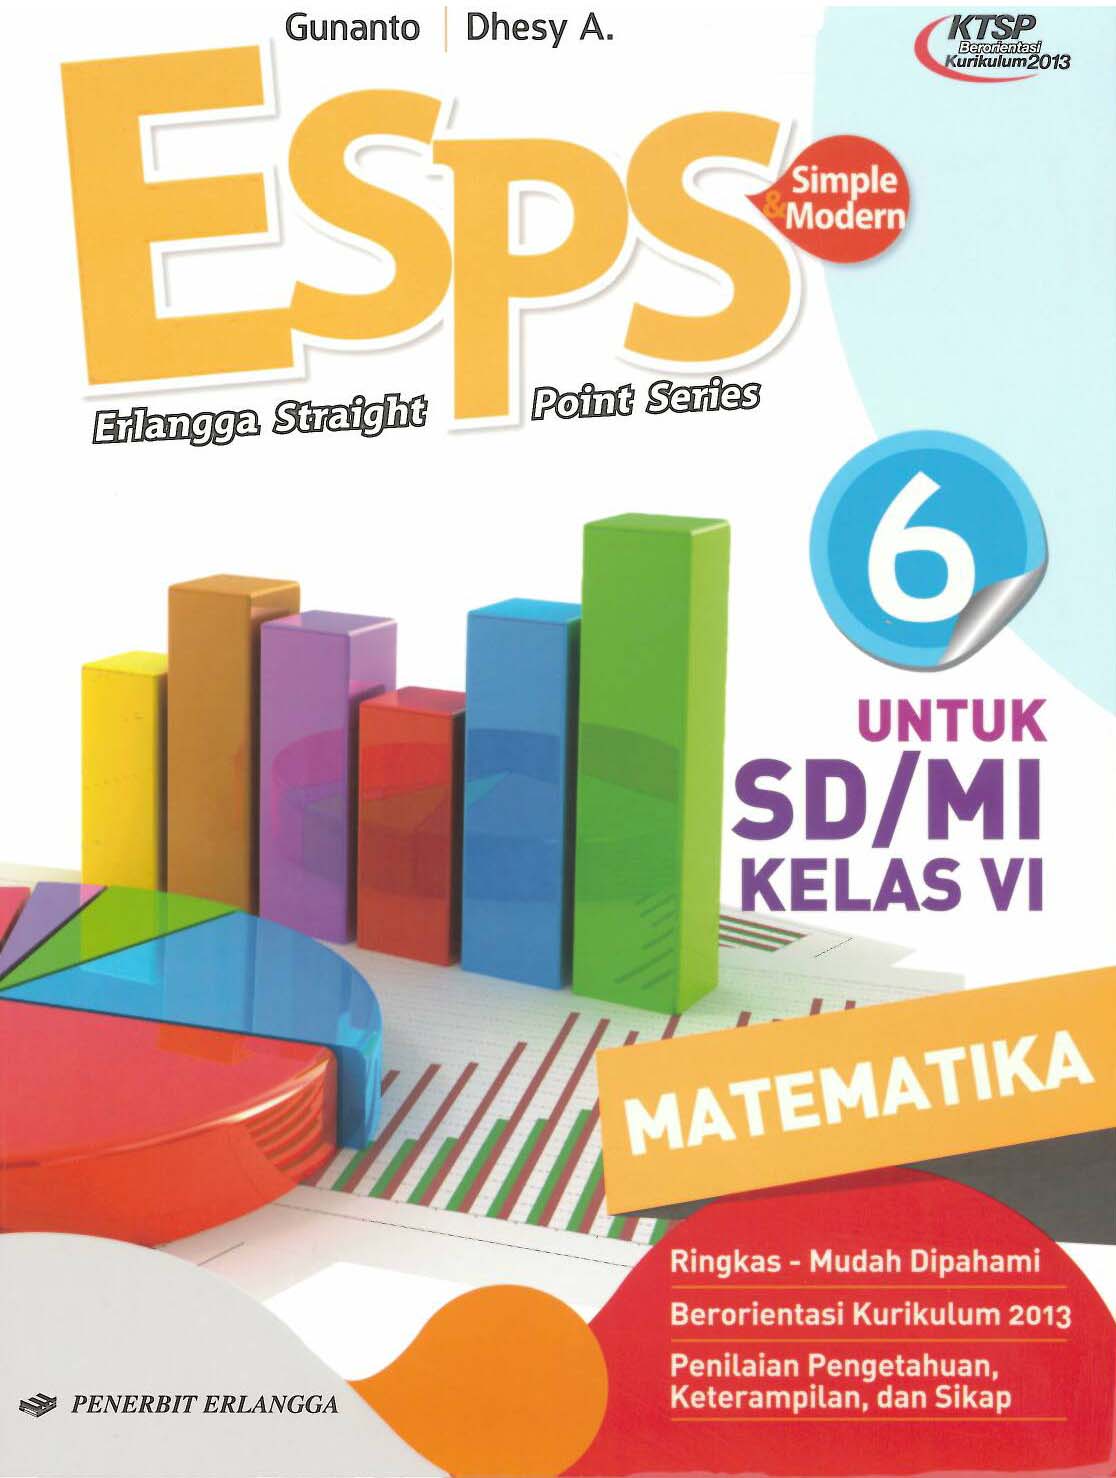 Gunanto | Dhesy A.
KTSP
Berorientasi
Kurikulum2013
ESPS
Simple
&Modern
Erlangga Straight Point Series
6
UNTUK
SD/MI
KELAS VI
MATEMATIKA
Ringkas - Mudah Dipahami
Berorientasi Kurikulum 2013
Penilaian Pengetahuan,
Keterampilan, dan Sikap
PENERBIT ERLANGGA